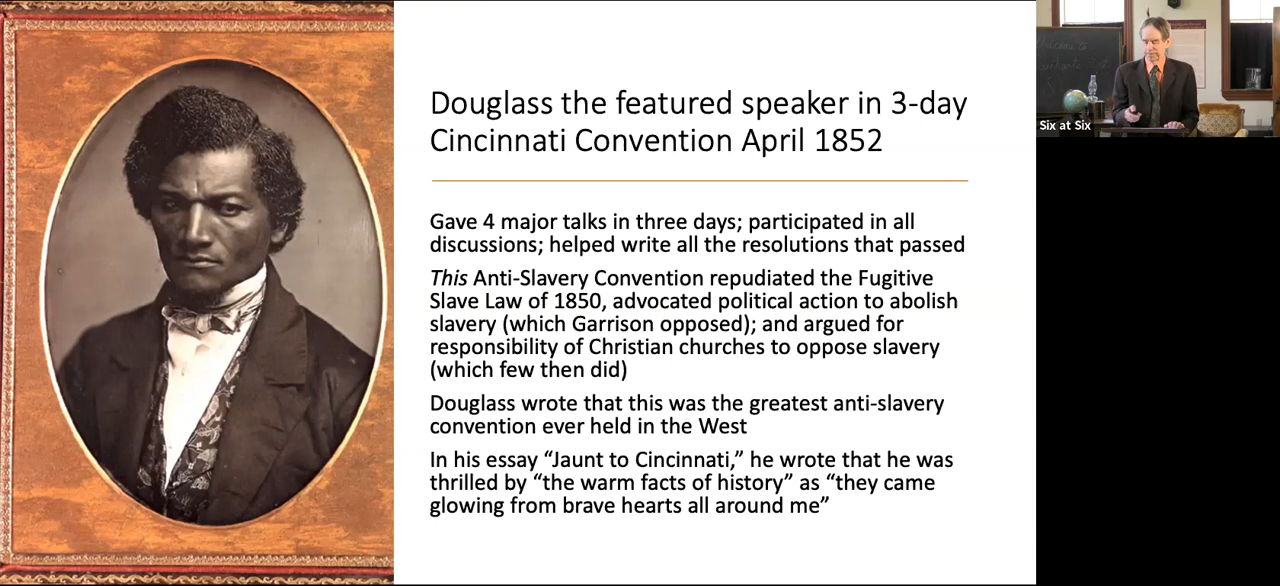 Douglass the featured speaker in 3-day
Cincinnati Convention April 1852
Gave 4 major talks in three days; participated in all
discussions; helped write all the resolutions that passed
This Anti-Slavery Convention repudiated the Fugitive
Slave Law of 1850, advocated political action to abolish
slavery (which Garrison opposed); and argued for
responsibility of Christian churches to oppose slavery
(which few then did)
Douglass wrote that this was the greatest anti-slavery
convention ever held in the West
In his essay “Jaunt to Cincinnati,” he wrote that he was
thrilled by “the warm facts of history” as “they came
glowing from brave hearts all around me”
Six at Six